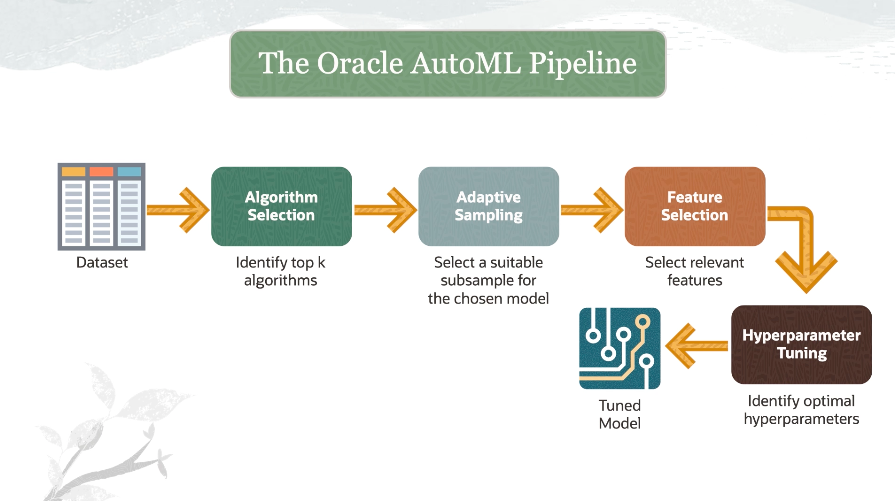 The Oracle AutoML Pipeline
Dataset
Algorithm
Selection
Identify top k
algorithms
Adaptive
Sampling
Select a suitable
subsample for
the chosen model
Feature
Selection
Select relevant
features
Hyperparameter
Tuning
Identify optimal
hyperparameters
Tuned
Model